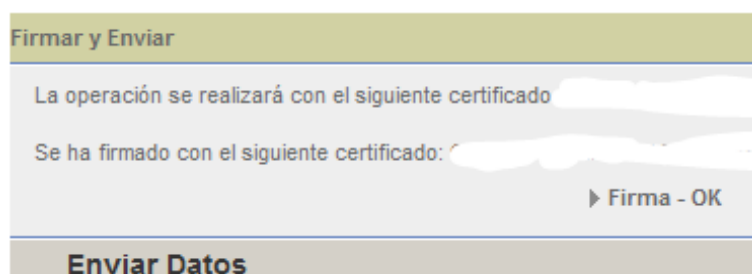 Firmar y Enviar
La operación se realizará con el siguiente certificado
Se ha firmado con el siguiente certificado:
Firma - OK
Enviar Datos